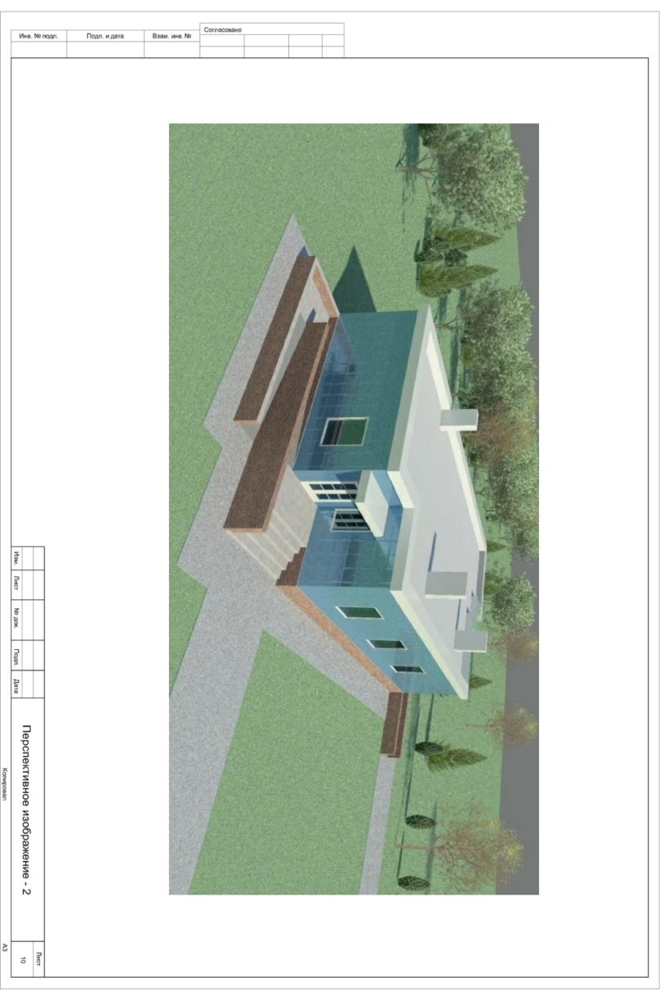 Согласовано
Инв. № подл.
Подп. и дата
Взам. инв. №
Изм.
Лист
№ док.
Подп.
Дата
Перспективное изображение - 2
Лист
10
Копировал
А3